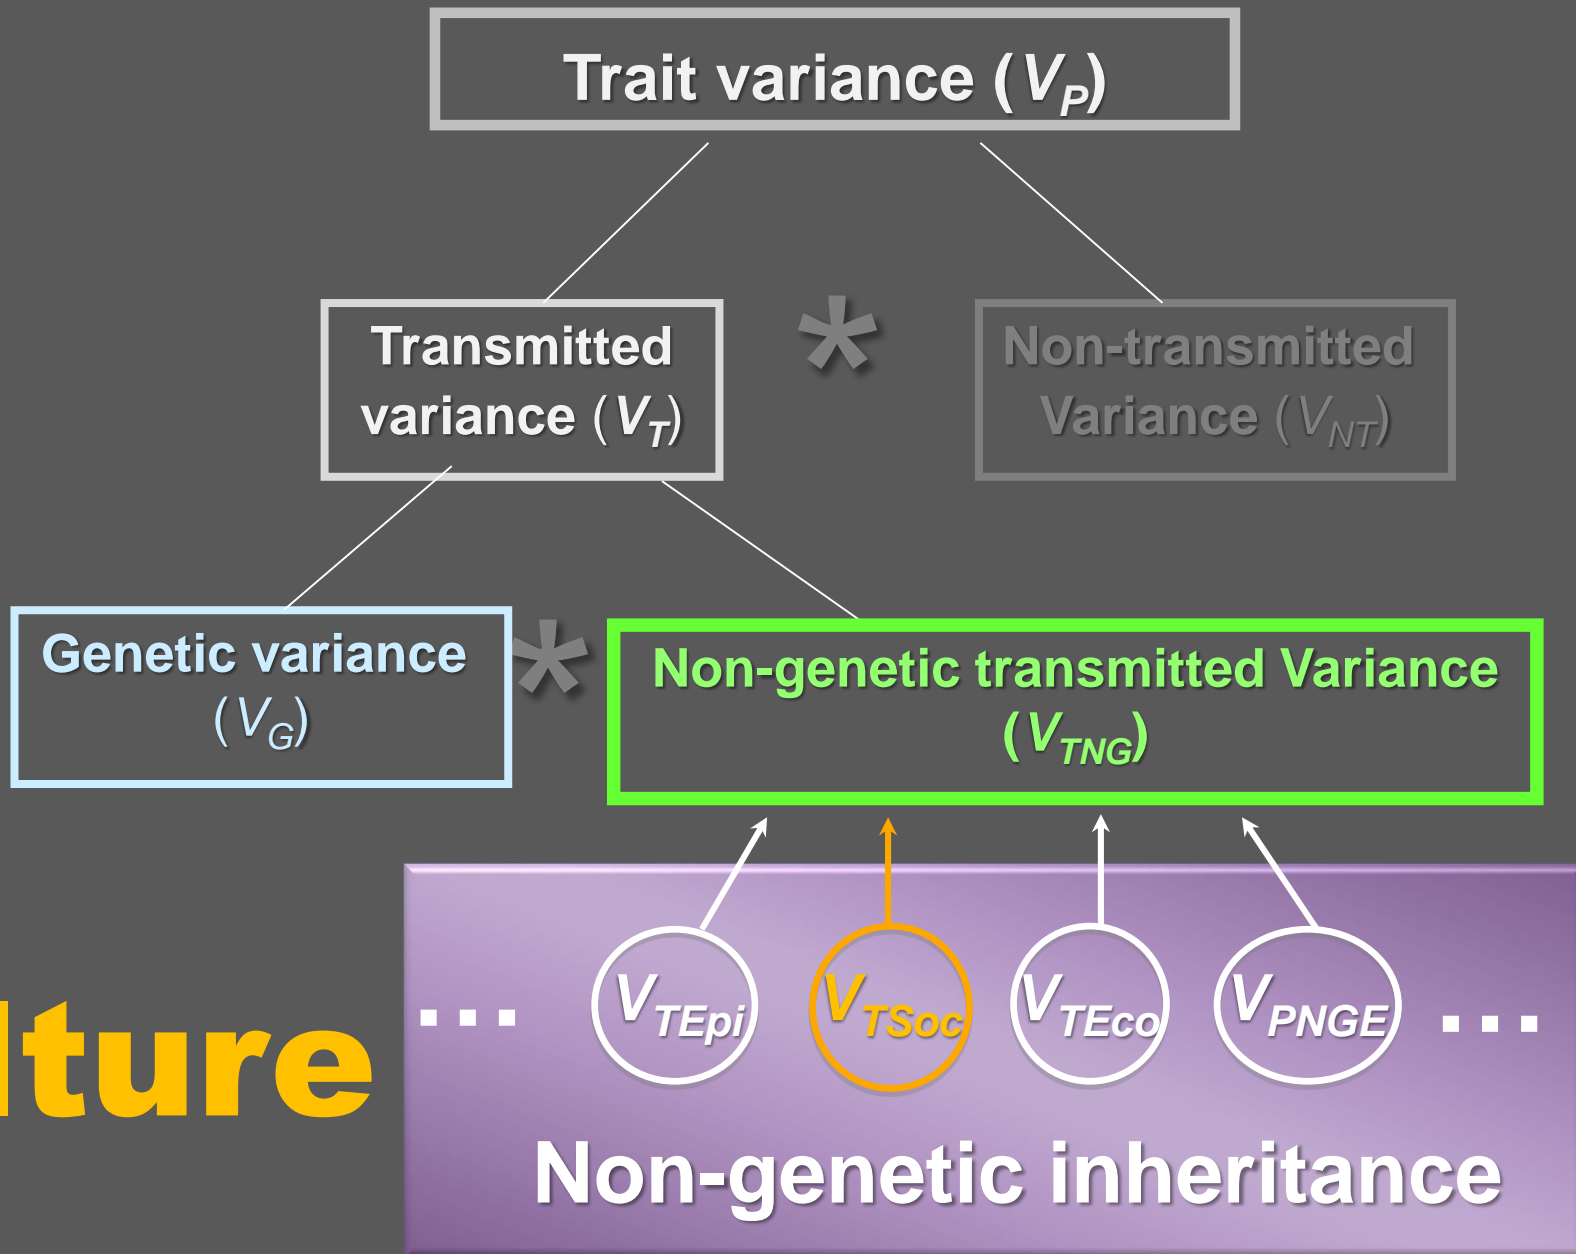 Trait variance (VP)
Transmitted
variance (VT)
*
Non-transmitted
Variance (VNT)
Genetic variance
(VG)
*
Non-genetic transmitted Variance
(VTNG)
... VTEpi VTSoc VTEco VPNGE ...
lture
Non-genetic inheritance